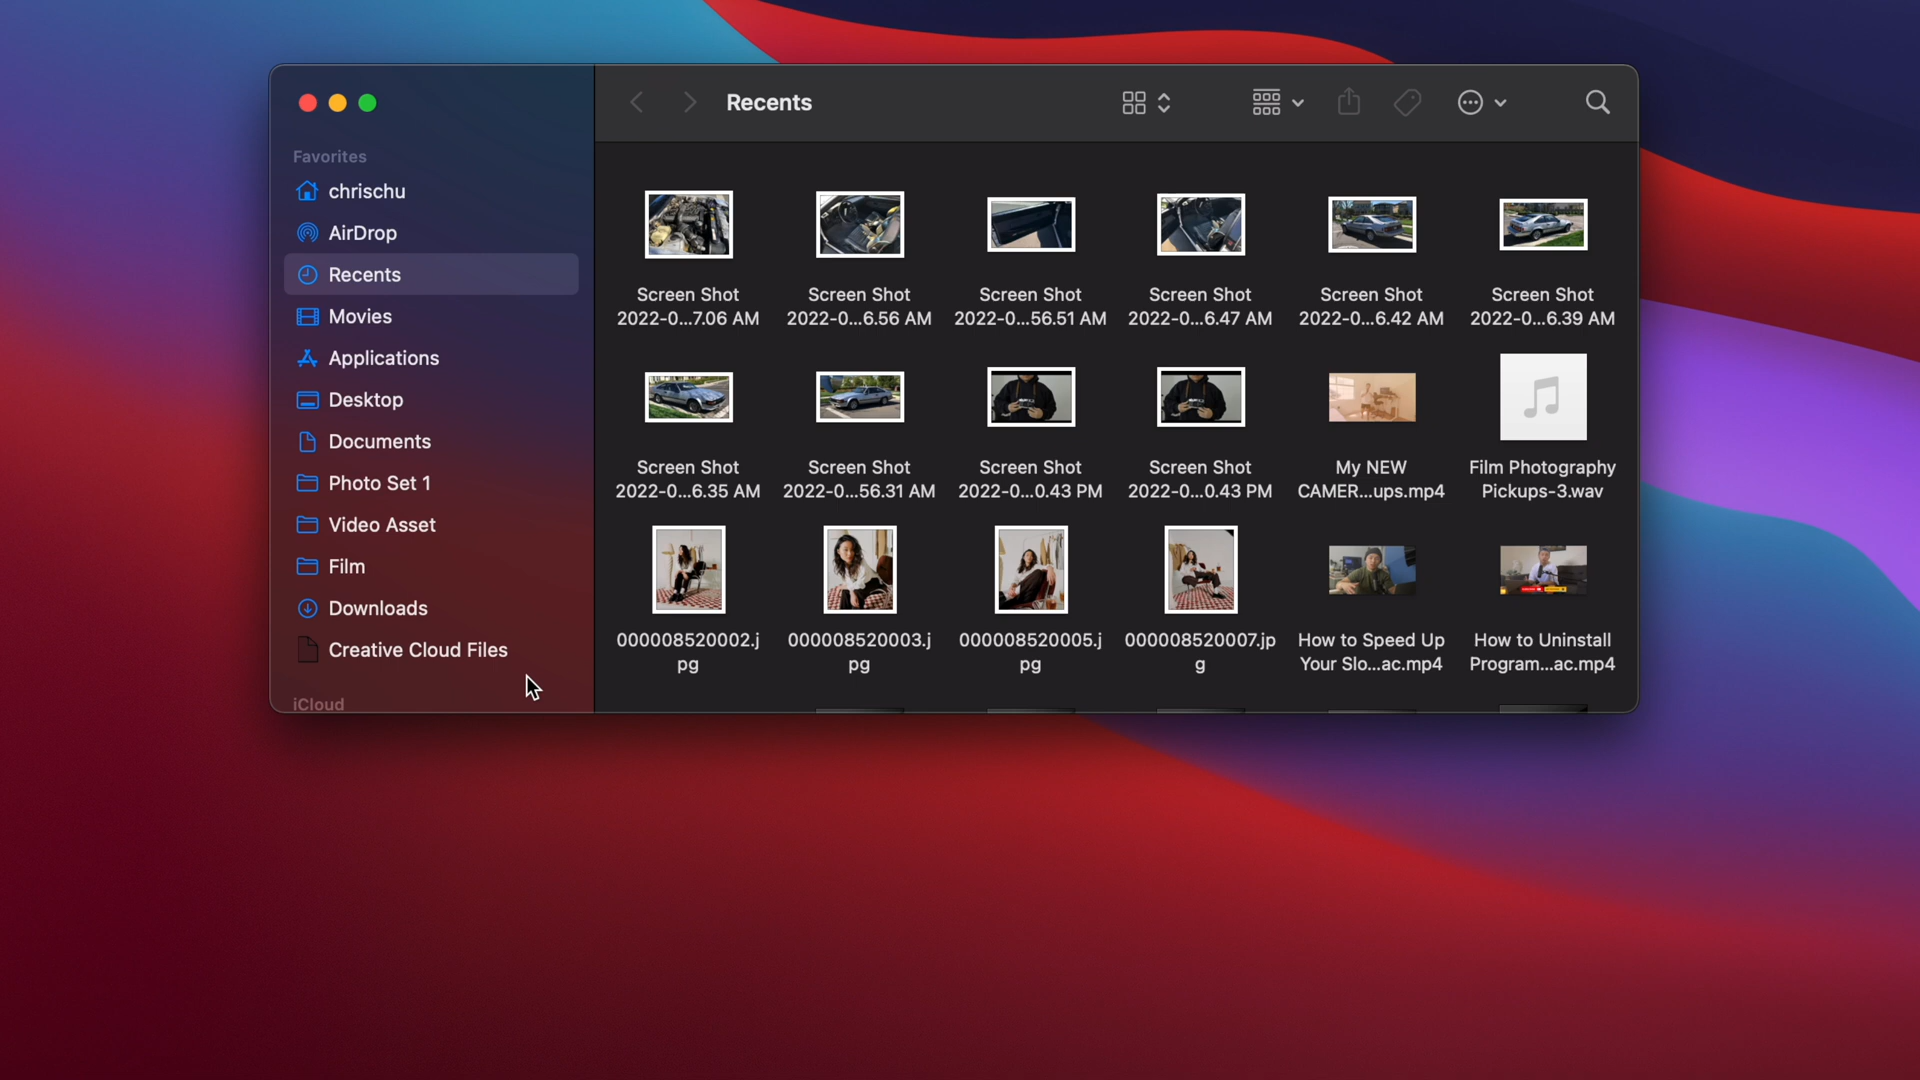 Recents
Favorites
chrischu
AirDrop
Recents
Movies
Applications
Desktop
Documents
Photo Set 1
Video Asset
Film
Downloads
Creative Cloud Files
iCloud
Screen Shot
2022-0...7.06 AM
Screen Shot
2022-0...6.56 AM
Screen Shot
2022-0...56.51 AM
Screen Shot
2022-0...6.47 AM
Screen Shot
2022-0...6.42 AM
Screen Shot
2022-0...6.39 AM
Screen Shot
2022-0...6.35 AM
Screen Shot
2022-0...56.31 AM
Screen Shot
2022-0...0.43 PM
Screen Shot
2022-0...0.43 PM
My NEW
CAMER...ups.mp4
Film Photography
Pickups-3.wav
000008520002.j
pg
000008520003.j
pg
000008520005.j
pg
000008520007.jp
g
How to Speed Up
Your Slo...ac.mp4
How to Uninstall
Program...ac.mp4